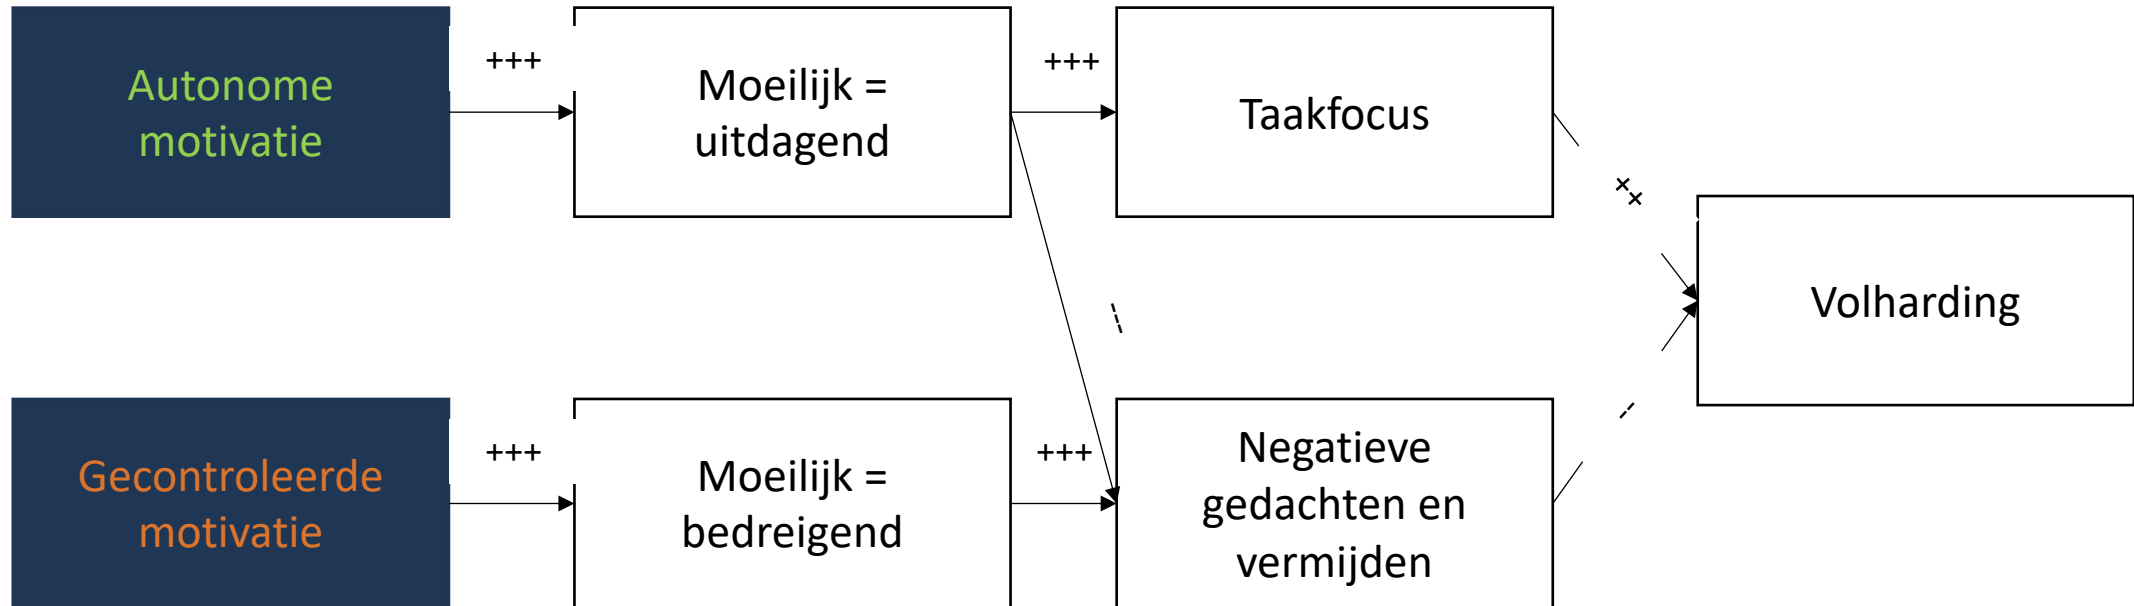 Autonome
motivatie
+++
Moeilijk =
uitdagend
+++
Taakfocus
++
Volharding
---
Gecontroleerde
motivatie
+++
Moeilijk =
bedreigend
+++
Negatieve
gedachten en
vermijden
--